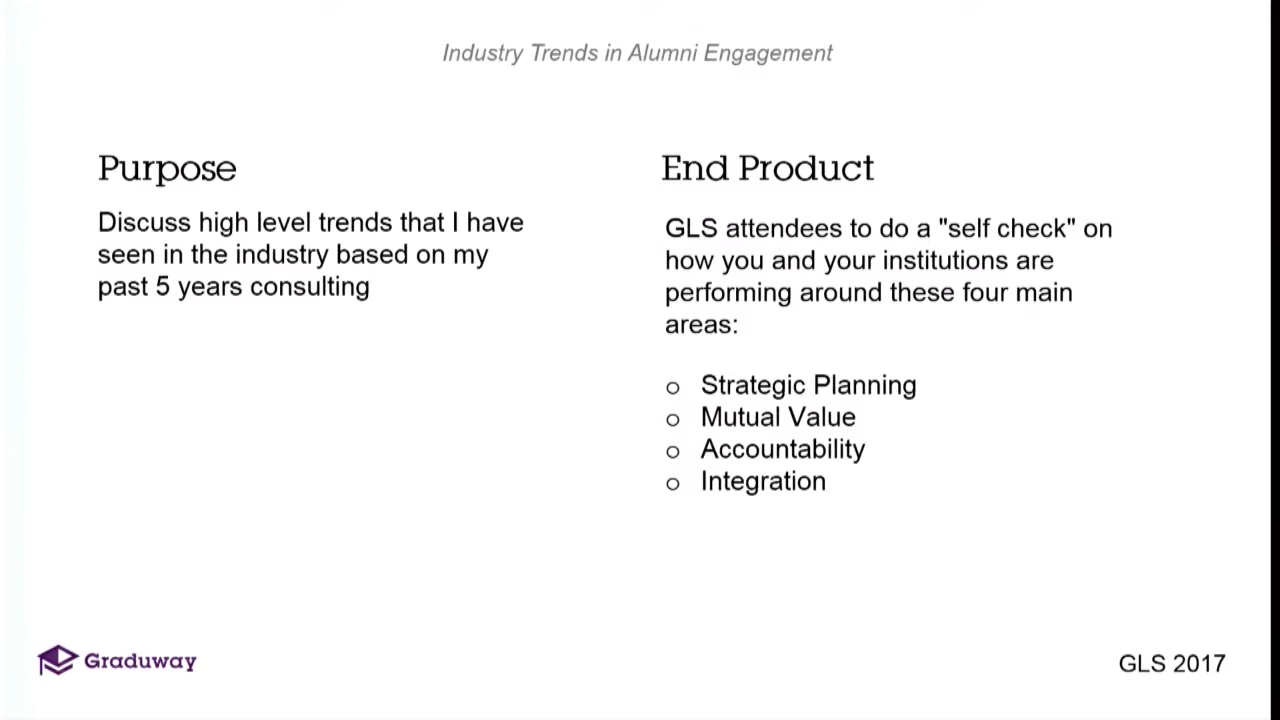 Industry Trends in Alumni Engagement
Purpose
Discuss high level trends that I have
seen in the industry based on my
past 5 years consulting
End Product
GLS attendees to do a "self check" on
how you and your institutions are
performing around these four main
areas:
o Strategic Planning
o Mutual Value
o Accountability
o Integration
Graduway
GLS 2017